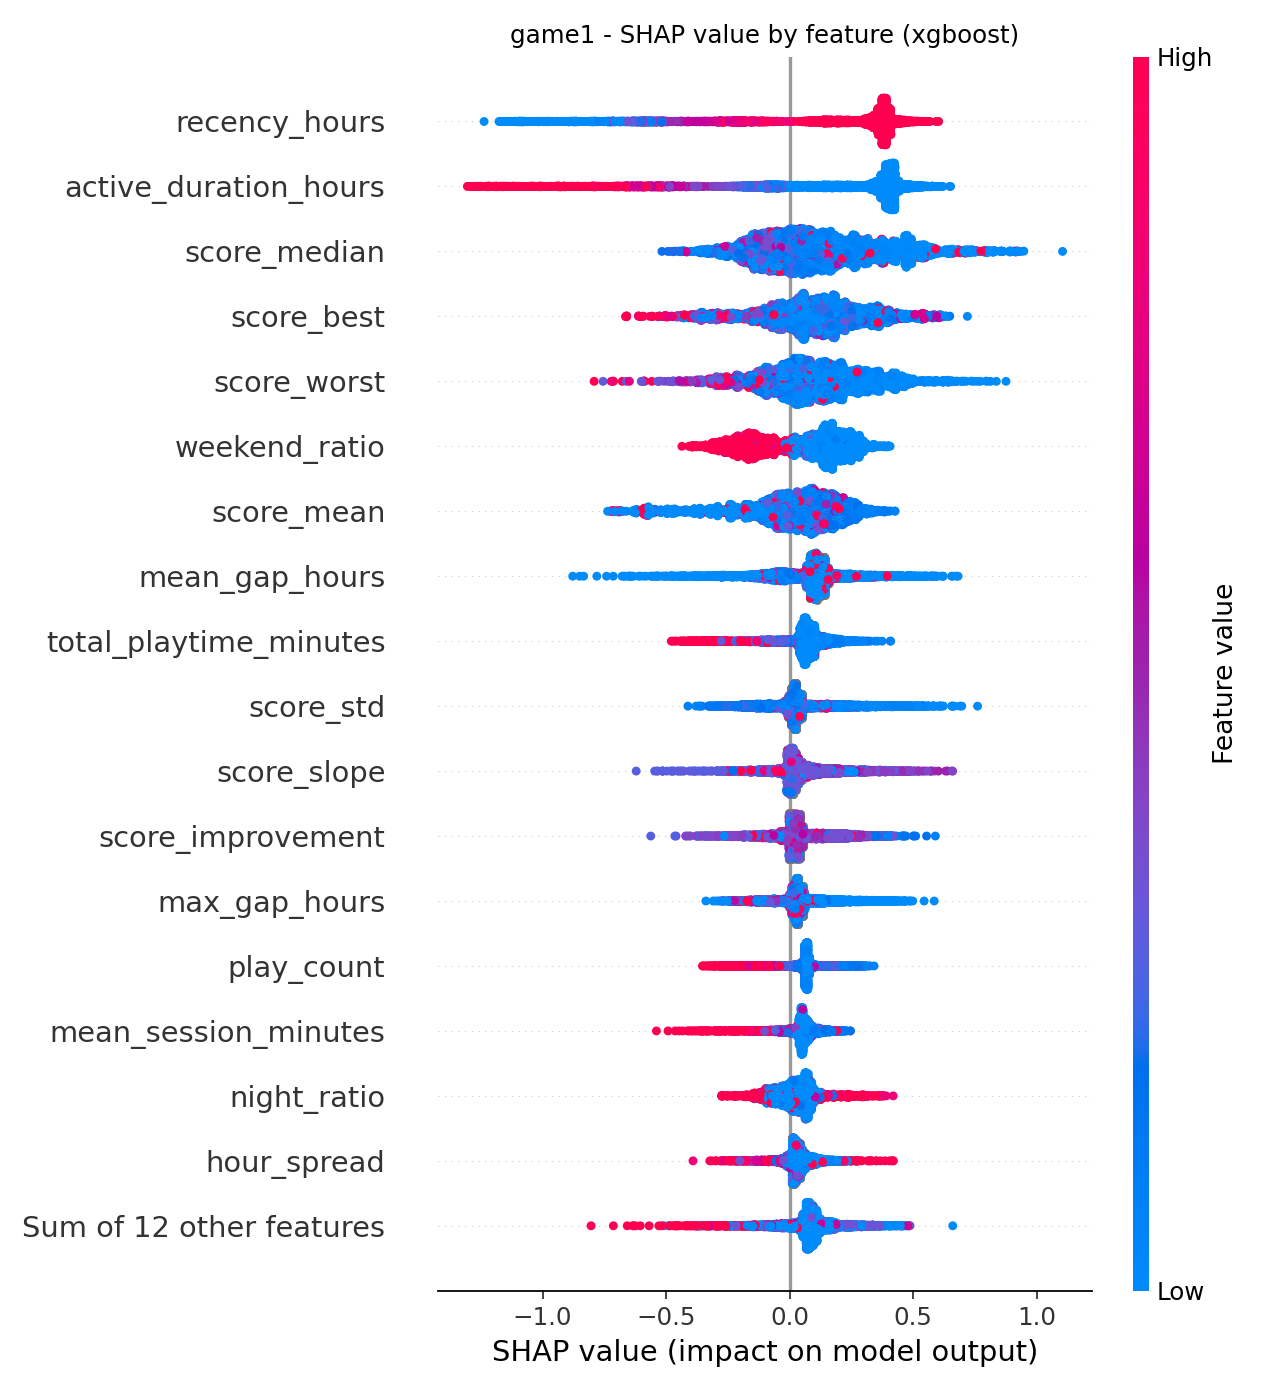 game1 - SHAP value by feature (xgboost)
High
recency_hours
active_duration_hours
score_median
score_best
score_worst
weekend_ratio
score_mean
mean_gap_hours
total_playtime_minutes
score_std
score_slope
score_improvement
max_gap_hours
play_count
mean_session_minutes
night_ratio
hour_spread
Sum of 12 other features
Feature value
Low
−1.0 −0.5 0.0 0.5 1.0
SHAP value (impact on model output)